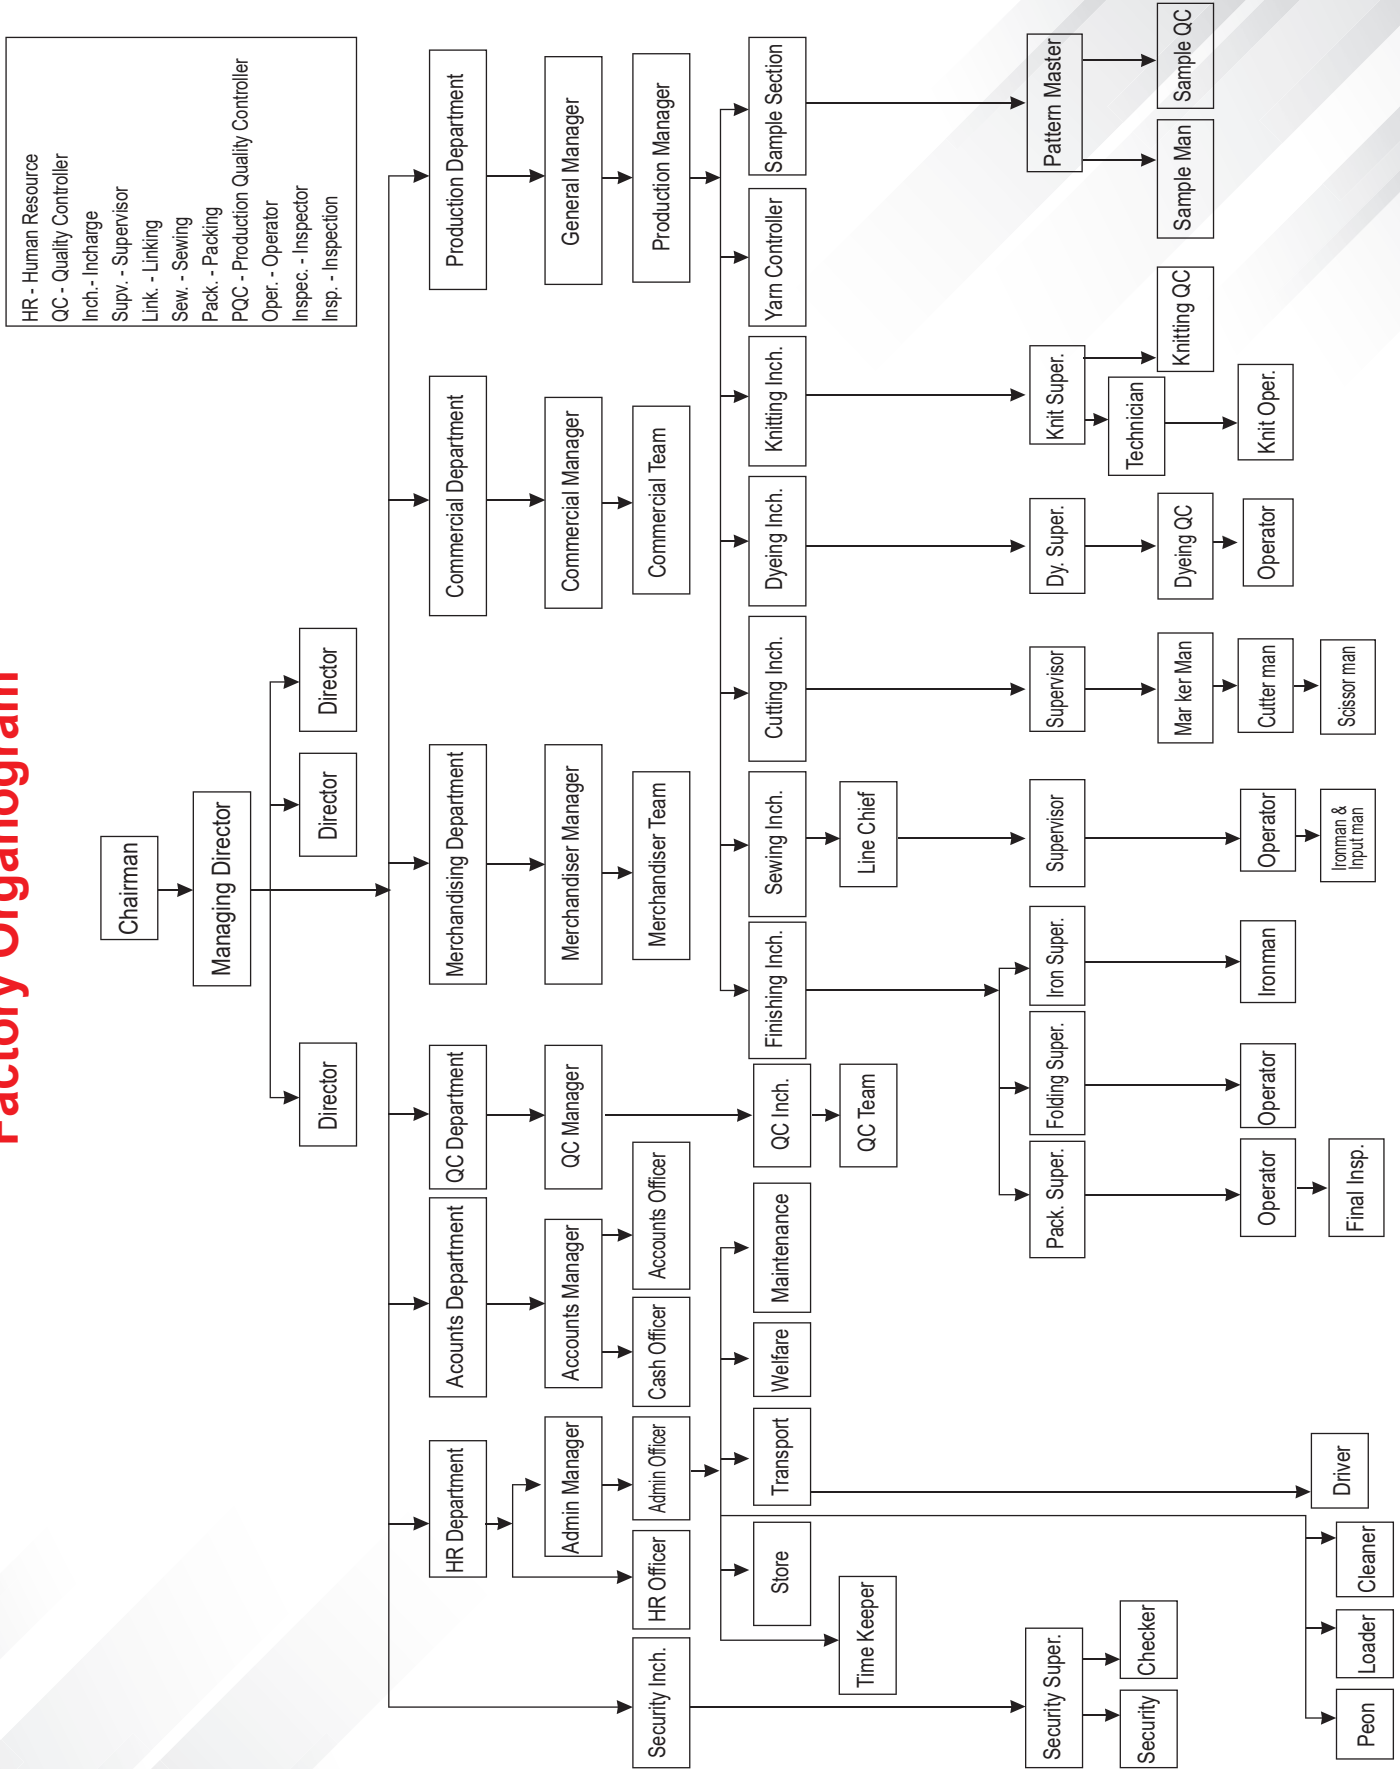 Factory Organogram
HR - Human Resource
QC - Quality Controller
Inch.- Incharge
Supv. - Supervisor
Link. - Linking
Sew. - Sewing
Pack. - Packing
PQC - Production Quality Controller
Oper. - Operator
Inspec. - Inspector
Insp. - Inspection
Chairman
Managing Director
Director
Director
Director
HR Department
Acounts Department
QC Department
Merchandising Department
Commercial Department
Production Department
Admin Manager
Accounts Manager
QC Manager
Merchandiser Manager
Commercial Manager
General Manager
Security Inch.
HR Officer
Admin Officer
Cash Officer
Accounts Officer
Merchandiser Team
Commercial Team
Production Manager
Store
Transport
Welfare
Maintenance
QC Inch.
Finishing Inch.
Sewing Inch.
Cutting Inch.
Dyeing Inch.
Knitting Inch.
Yarn Controller
Sample Section
Time Keeper
QC Team
Line Chief
Security Super.
Pack. Super.
Folding Super.
Iron Super.
Supervisor
Supervisor
Dy. Super.
Knit Super.
Pattern Master
Security
Checker
Technician
Mar ker Man
Dyeing QC
Knitting QC
Sample Man
Sample QC
Operator
Operator
Ironman
Operator
Cutter man
Operator
Knit Oper.
Driver
Final Insp.
Ironman &
Input man
Scissor man
Peon
Loader
Cleaner